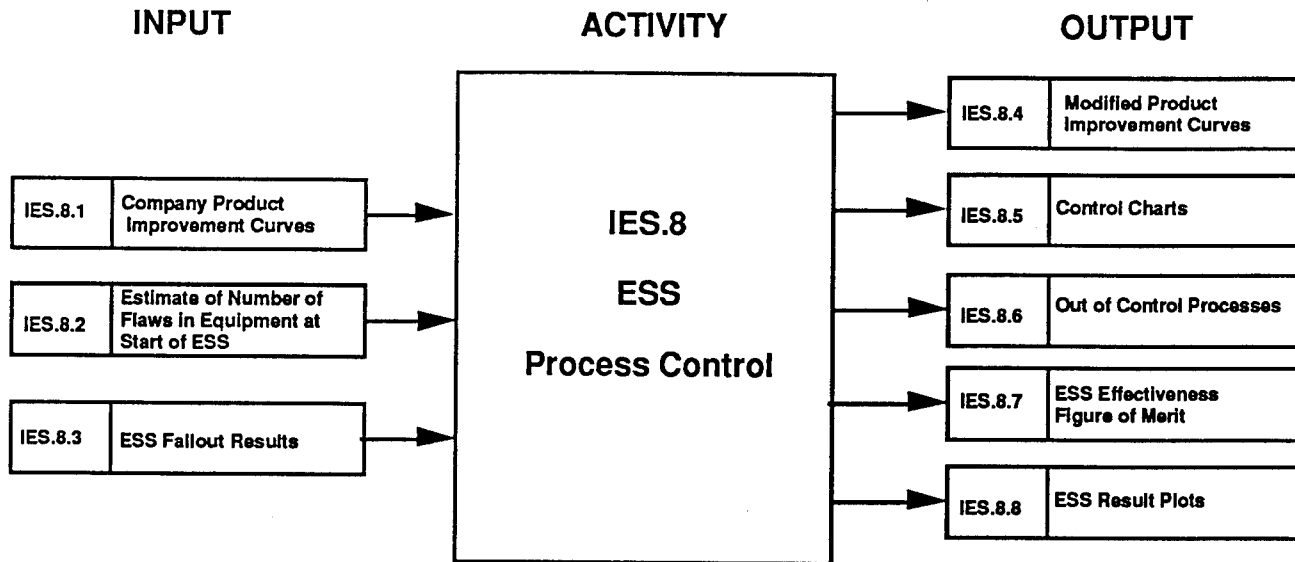 INPUT
ACTIVITY
OUTPUT
IES.8.1
Company Product
Improvement Curves
IES.8.2
Estimate of Number of
Flaws in Equipment at
Start of ESS
IES.8.3
ESS Fallout Results
IES.8
ESS
Process Control
IES.8.4
Modified Product
Improvement Curves
IES.8.5
Control Charts
IES.8.6
Out of Control Processes
IES.8.7
ESS Effectiveness
Figure of Merit
IES.8.8
ESS Result Plots